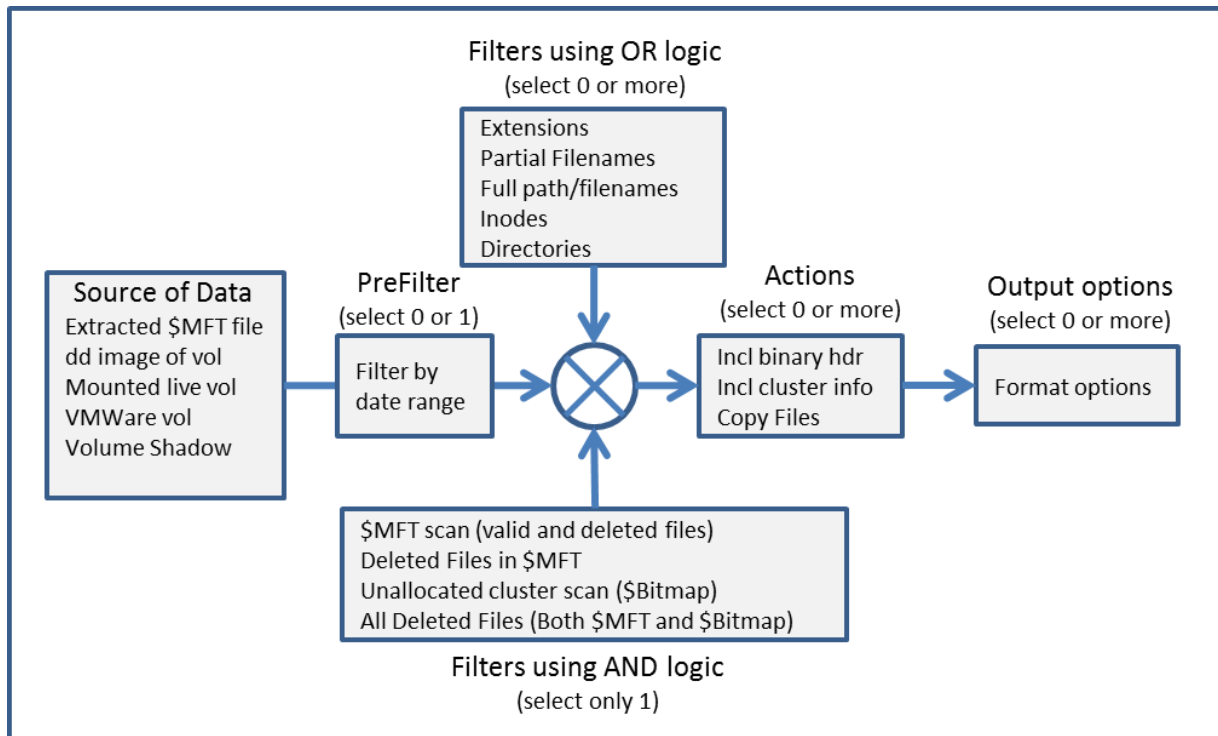 Filters using OR logic
(select 0 or more)
Extensions
Partial Filenames
Full path/filenames
Inodes
Directories
Source of Data
Extracted $MFT file
dd image of vol
Mounted live vol
VMWare vol
Volume Shadow
PreFilter
(select 0 or 1)
Filter by
date range
Actions
(select 0 or more)
Incl binary hdr
Incl cluster info
Copy Files
Output options
(select 0 or more)
Format options
$MFT scan (valid and deleted files)
Deleted Files in $MFT
Unallocated cluster scan ($Bitmap)
All Deleted Files (Both $MFT and $Bitmap)
Filters using AND logic
(select only 1)